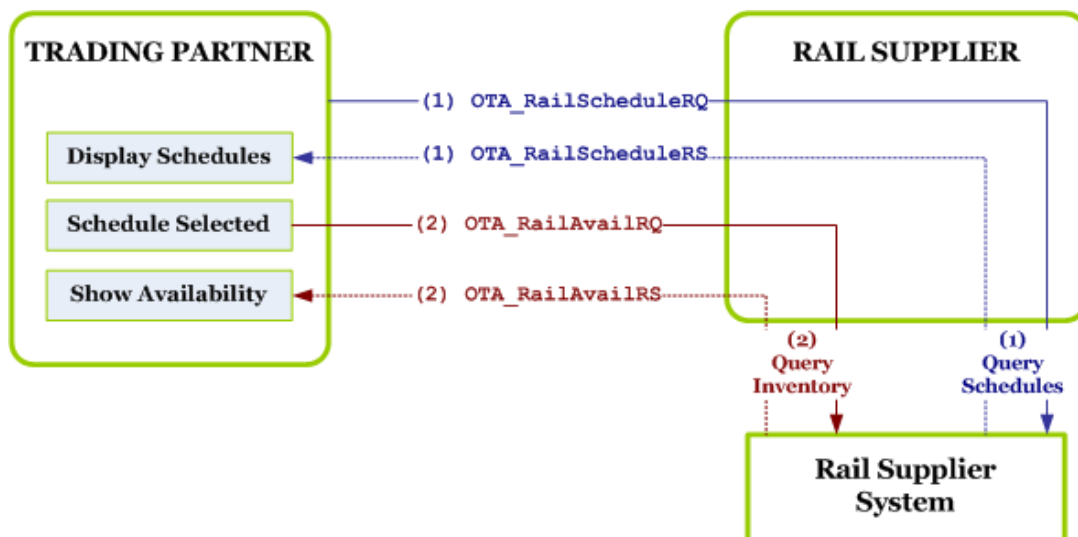 TRADING PARTNER
RAIL SUPPLIER
(1) OTA_RailScheduleRQ
Display Schedules
(1) OTA_RailScheduleRS
Schedule Selected
(2) OTA_RailAvailRQ
Show Availability
(2) OTA_RailAvailRS
(2)
Query
Inventory
(1)
Query
Schedules
Rail Supplier
System